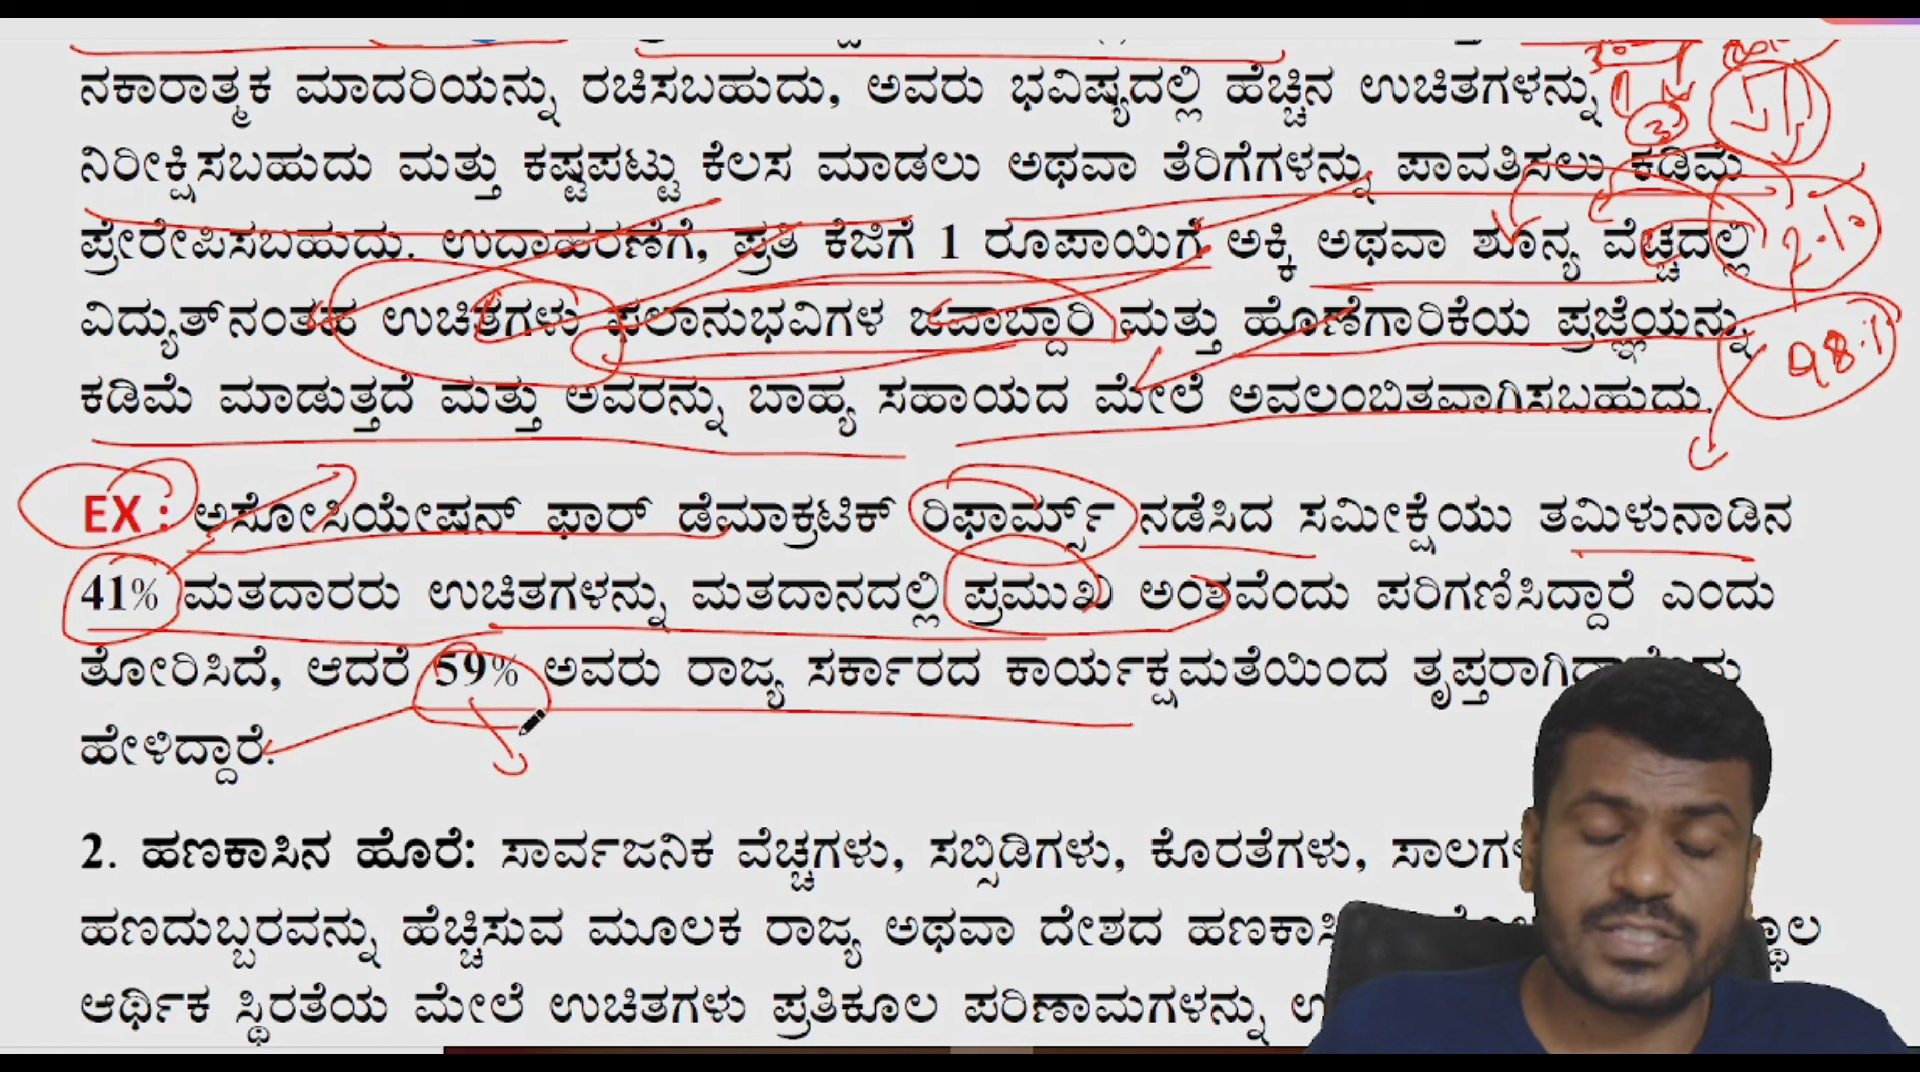 ನಕಾರಾತ್ಮಕ ಮಾದರಿಯನ್ನು ರಚಿಸಬಹುದು, ಅವರು ಭವಿಷ್ಯದಲ್ಲಿ ಹೆಚ್ಚಿನ ಉಚಿತಗಳನ್ನು
ನಿರೀಕ್ಷಿಸಬಹುದು ಮತ್ತು ಕಷ್ಟಪಟ್ಟು ಕೆಲಸ ಮಾಡಲು ಅಥವಾ ತೆರಿಗೆಗಳನ್ನು ಪಾವತಿಸಲು ಕಡಿಮೆ
ಪ್ರೇರೇಪಿಸಬಹುದು. ಉದಾಹರಣೆಗೆ, ಪ್ರತಿ ಕೆಜಿಗೆ 1 ರೂಪಾಯಿಗೆ ಅಕ್ಕಿ ಅಥವಾ ಶೂನ್ಯ ವೆಚ್ಚದಲ್ಲಿ 2%
ವಿದ್ಯುತ್‌ನಂತಹ ಉಚಿತಗಳು ಫಲಾನುಭವಿಗಳ ಜವಾಬ್ದಾರಿ ಮತ್ತು ಹೊಣೆಗಾರಿಕೆಯ ಪ್ರಜ್ಞೆಯನ್ನು 98%
ಕಡಿಮೆ ಮಾಡುತ್ತದೆ ಮತ್ತು ಅವರನ್ನು ಬಾಹ್ಯ ಸಹಾಯದ ಮೇಲೆ ಅವಲಂಬಿತವಾಗಿಸಬಹುದು.
EX : ಅಸೋಸಿಯೇಷನ್ ಫಾರ್ ಡೆಮಾಕ್ರಟಿಕ್ ರಿಫಾರ್ಮ್ಸ್ ನಡೆಸಿದ ಸಮೀಕ್ಷೆಯು ತಮಿಳುನಾಡಿನ
41% ಮತದಾರರು ಉಚಿತಗಳನ್ನು ಮತದಾನದಲ್ಲಿ ಪ್ರಮುಖ ಅಂಶವೆಂದು ಪರಿಗಣಿಸಿದ್ದಾರೆ ಎಂದು
ತೋರಿಸಿದೆ, ಆದರೆ 59% ಅವರು ರಾಜ್ಯ ಸರ್ಕಾರದ ಕಾರ್ಯಕ್ಷಮತೆಯಿಂದ
ಹೇಳಿದ್ದಾರೆ.
2. ಹಣಕಾಸಿನ ಹೊರೆ: ಸಾರ್ವಜನಿಕ ವೆಚ್ಚಗಳು, ಸಬ್ಸಿಡಿಗಳು, ಕೊರತೆಗಳು,
ಹಣದುಬ್ಬರವನ್ನು ಹೆಚ್ಚಿಸುವ ಮೂಲಕ ರಾಜ್ಯ ಅಥವಾ ದೇಶದ
ಆರ್ಥಿಕ ಸ್ಥಿರತೆಯ ಮೇಲೆ ಉಚಿತಗಳು ಪ್ರತಿಕೂಲ ಪರಿಣಾಮಗಳನ್ನು